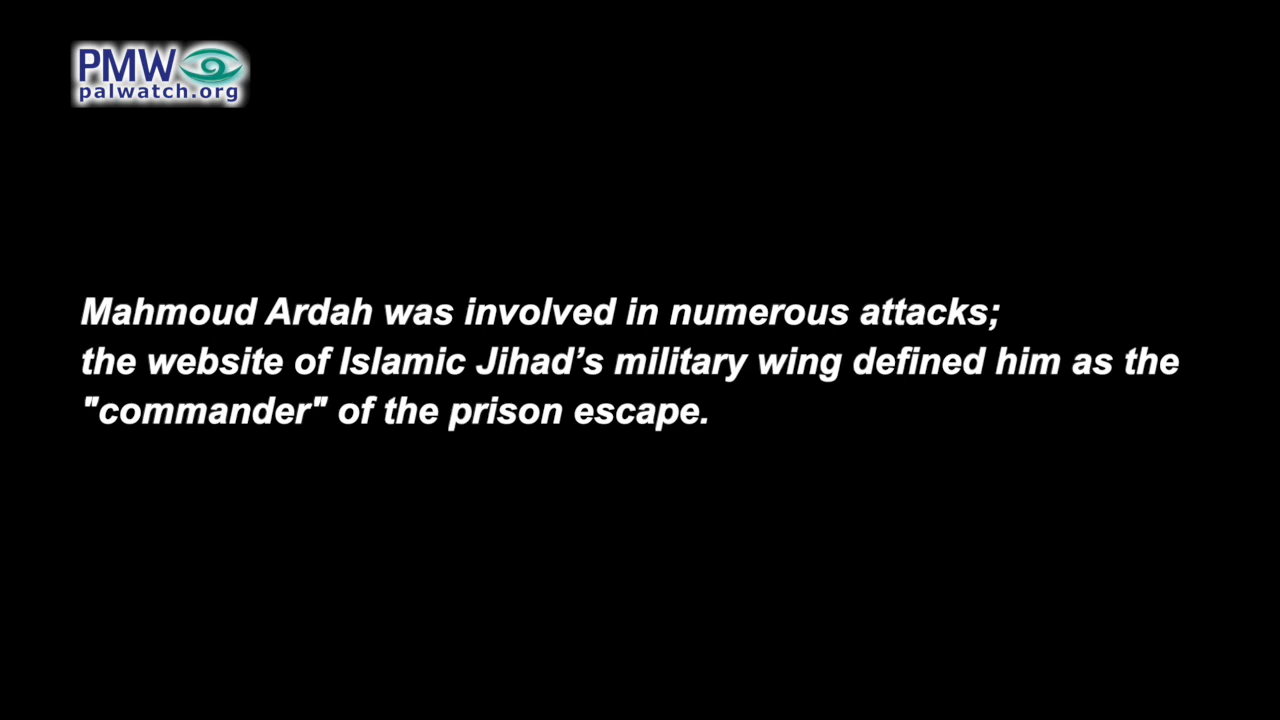 PMW
palwatch.org
Mahmoud Ardah was involved in numerous attacks;
the website of Islamic Jihad’s military wing defined him as the
"commander" of the prison escape.